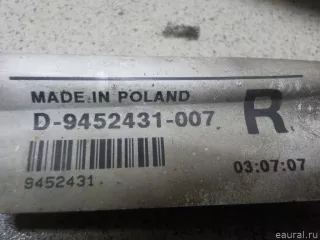 MADE IN POLAND
D-9452431-007 R
9452431 03:07:07
© eaural.ru